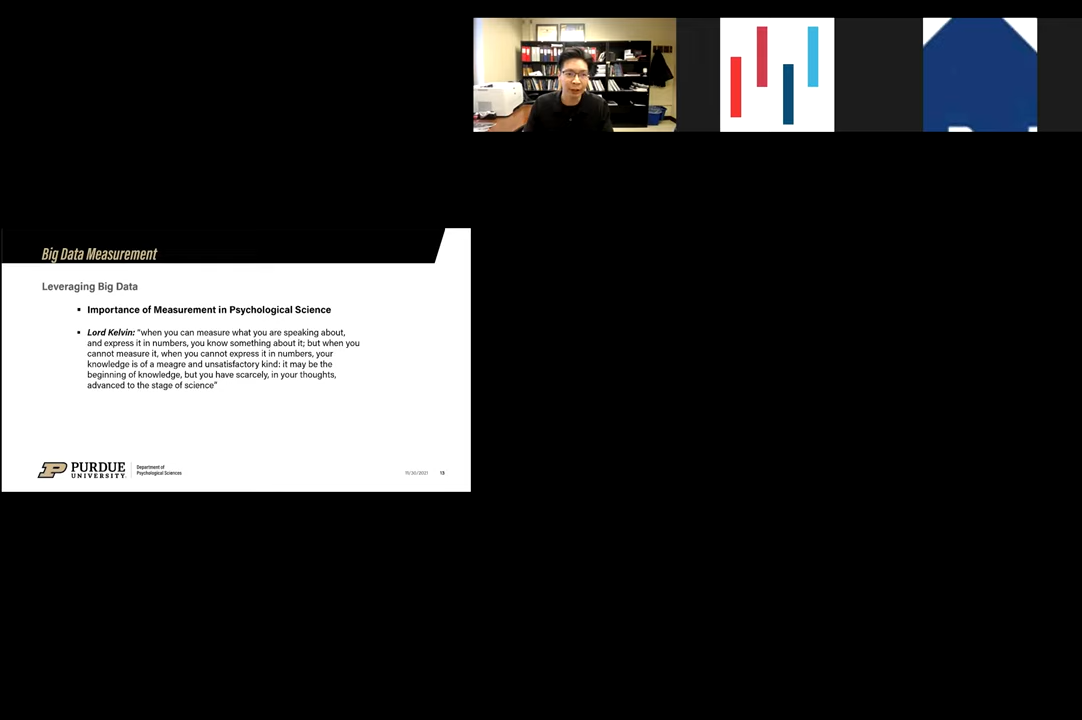 Big Data Measurement
Leveraging Big Data
▪ Importance of Measurement in Psychological Science
▪ Lord Kelvin: "when you can measure what you are speaking about,
and express it in numbers, you know something about it; but when you
cannot measure it, when you cannot express it in numbers, your
knowledge is of a meagre and unsatisfactory kind: it may be the
beginning of knowledge, but you have scarcely, in your thoughts,
advanced to the stage of science"
PURDUE
UNIVERSITY
Department of
Psychological Sciences
11/30/2021 13